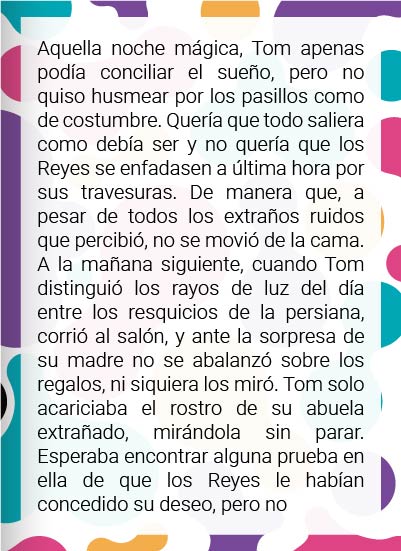 Aquella noche mágica, Tom apenas
podía conciliar el sueño, pero no
quiso husmear por los pasillos como
de costumbre. Quería que todo saliera
como debía ser y no quería que los
Reyes se enfadasen a última hora por
sus travesuras. De manera que, a
pesar de todos los extraños ruidos
que percibió, no se movió de la cama.
A la mañana siguiente, cuando Tom
distinguió los rayos de luz del día
entre los resquicios de la persiana,
corrió al salón, y ante la sorpresa de
su madre no se abalanzó sobre los
regalos, ni siquiera los miró. Tom solo
acariciaba el rostro de su abuela
extrañado, mirándola sin parar.
Esperaba encontrar alguna prueba en
ella de que los Reyes le habían
concedido su deseo, pero no